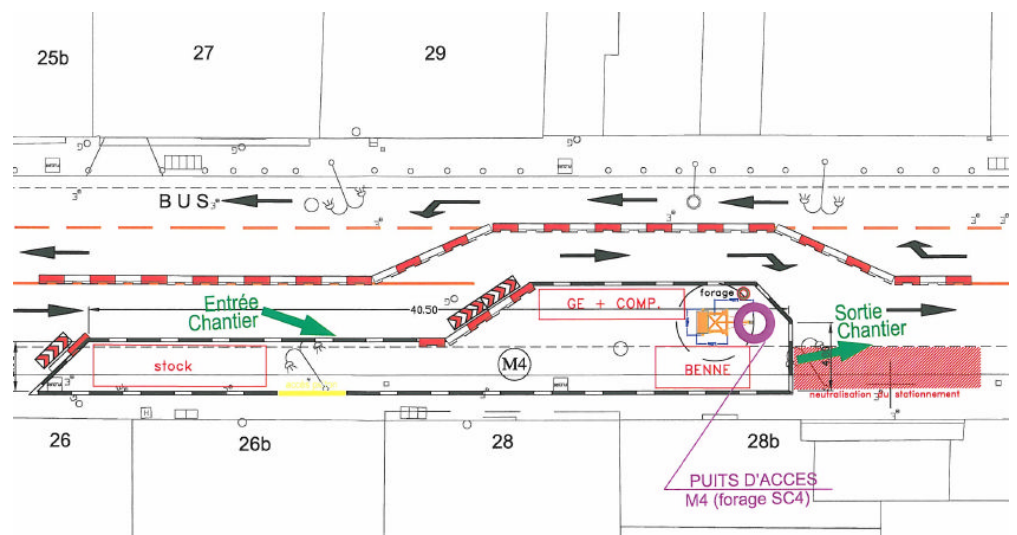 25b
27
29
BUS
forage
Entrée
Chantier
40.50
GE + COMP.
Sortie
Chantier
stock
M4
BENNE
neutralisation du stationnement
26
26b
28
28b
PUITS D'ACCES
M4 (forage SC4)